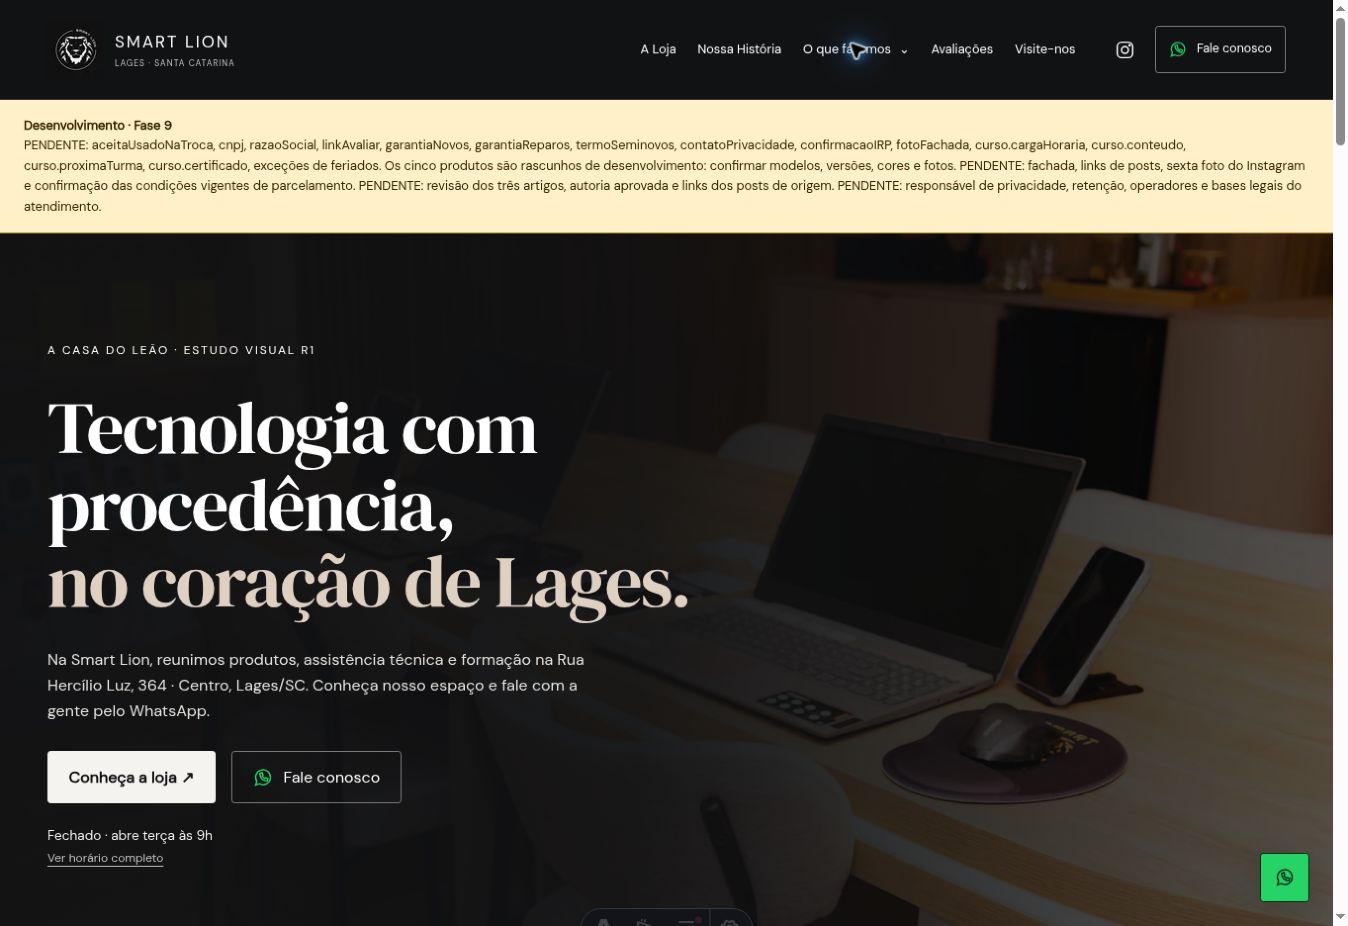 SMART LION
LAGES · SANTA CATARINA
A Loja
Nossa História
O que fazemos
Avaliações
Visite-nos
Fale conosco
Desenvolvimento · Fase 9
PENDENTE: aceitaUsadoNaTroca, cnpj, razaoSocial, linkAvaliar, garantiaNovos, garantiaReparos, termoSeminovos, contatoPrivacidade, confirmacaoIRP, fotoFachada, curso.cargaHoraria, curso.conteudo,
curso.proximaTurma, curso.certificado, exceções de feriados. Os cinco produtos são rascunhos de desenvolvimento: confirmar modelos, versões, cores e fotos. PENDENTE: fachada, links de posts, sexta foto do Instagram
e confirmação das condições vigentes de parcelamento. PENDENTE: revisão dos três artigos, autoria aprovada e links dos posts de origem. PENDENTE: responsável de privacidade, retenção, operadores e bases legais do
atendimento.
A CASA DO LEÃO · ESTUDO VISUAL R1
Tecnologia com
procedência,
no coração de Lages.
Na Smart Lion, reunimos produtos, assistência técnica e formação na Rua
Hercílio Luz, 364 · Centro, Lages/SC. Conheça nosso espaço e fale com a
gente pelo WhatsApp.
Conheça a loja ↗
Fale conosco
Fechado · abre terça às 9h
Ver horário completo
SMART